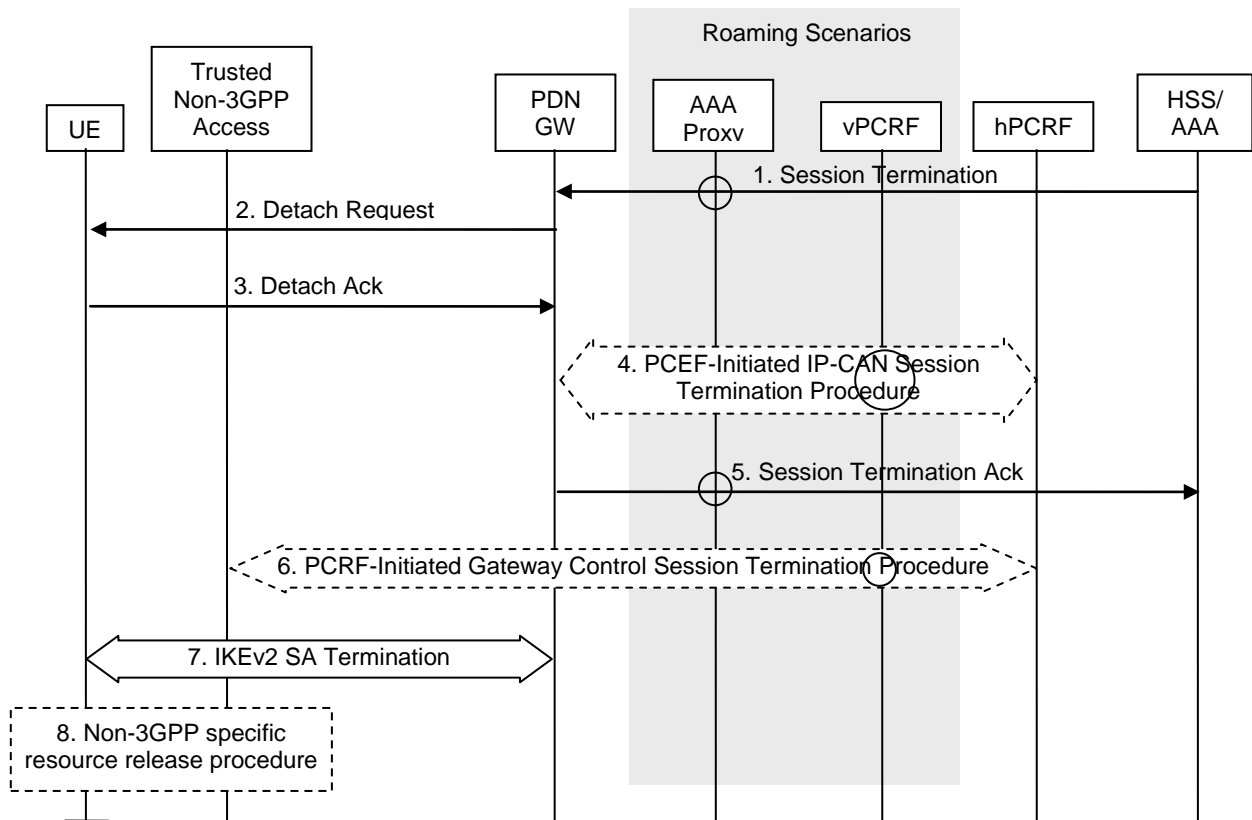 Roaming Scenarios
UE
Trusted
Non-3GPP
Access
PDN
GW
AAA
Proxv
vPCRF
hPCRF
HSS/
AAA
1. Session Termination
2. Detach Request
3. Detach Ack
4. PCEF-Initiated IP-CAN Session
Termination Procedure
5. Session Termination Ack
6. PCRF-Initiated Gateway Control Session Termination Procedure
7. IKEv2 SA Termination
8. Non-3GPP specific
resource release procedure